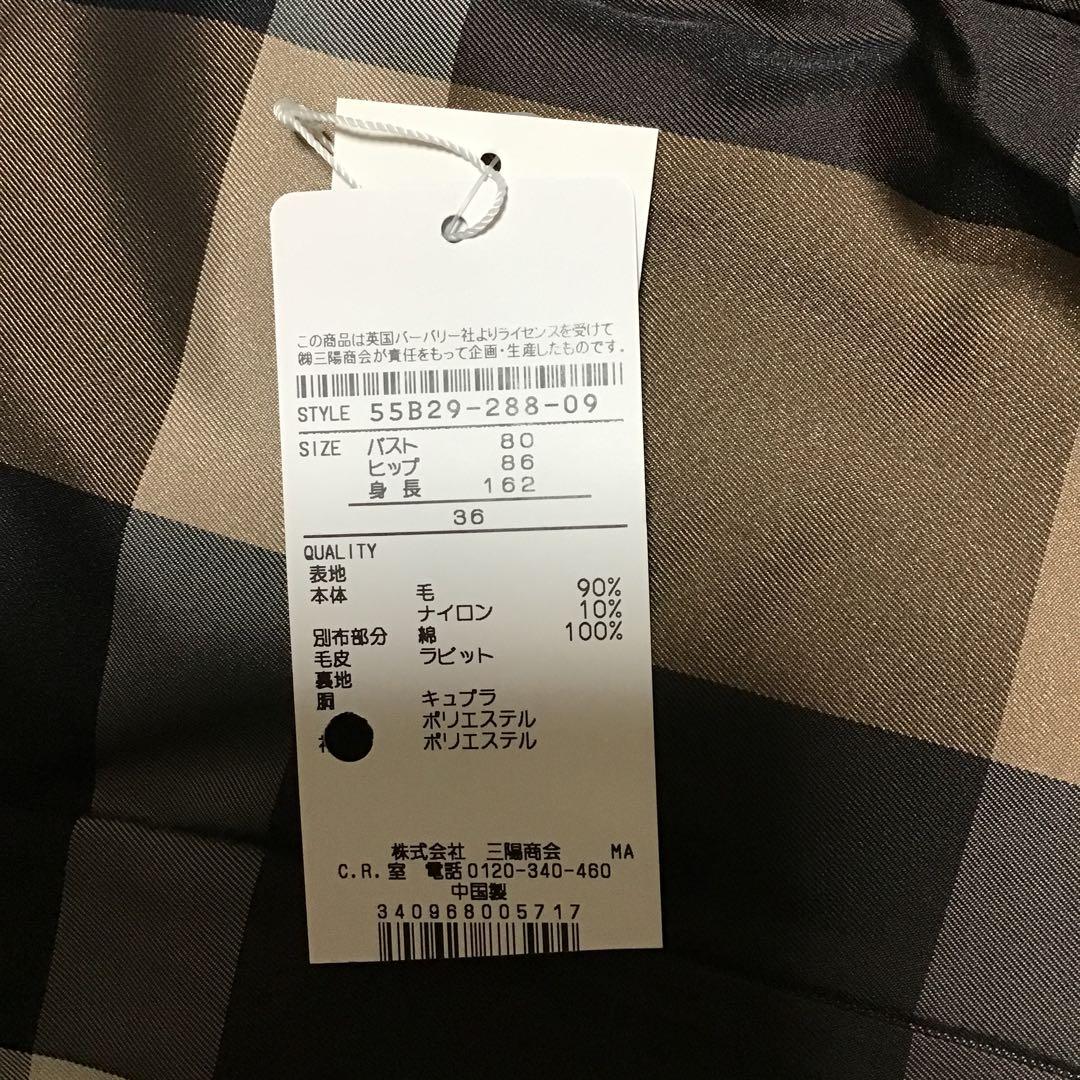 この商品は英国バーバリー社よりライセンスを受けて
㈱三陽商会が責任をもって企画・生産したものです。
STYLE 55B29-288-09
SIZE バスト 80
ヒップ 86
身長 162
36
QUALITY
表地
本体 毛 90%
ナイロン 10%
別布部分 綿 100%
毛皮 ラビット
裏地
胴 キュプラ
ポリエステル
ポリエステル
株式会社 三陽商会 MA
C.R.室 電話0120-340-460
中国製
340968005717